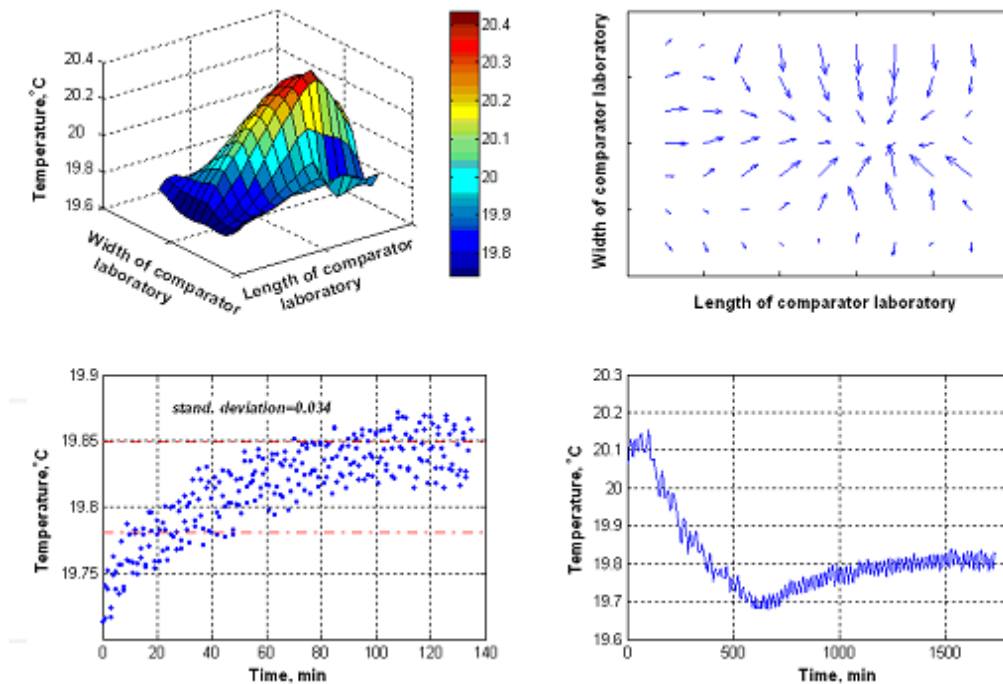 20.4
20.2
20
19.8
19.6
Temperature,°C
Width of comparator
laboratory
Length of comparator
laboratory
20.4
20.3
20.2
20.1
20
19.9
19.8
Width of comparator laboratory
Length of comparator laboratory
19.9
19.85
19.8
19.75
Temperature,°C
stand. deviation=0.034
0 20 40 60 80 100 120 140
Time, min
20.3
20.2
20.1
20
19.9
19.8
19.7
19.6
Temperature,°C
0 500 1000 1500
Time, min